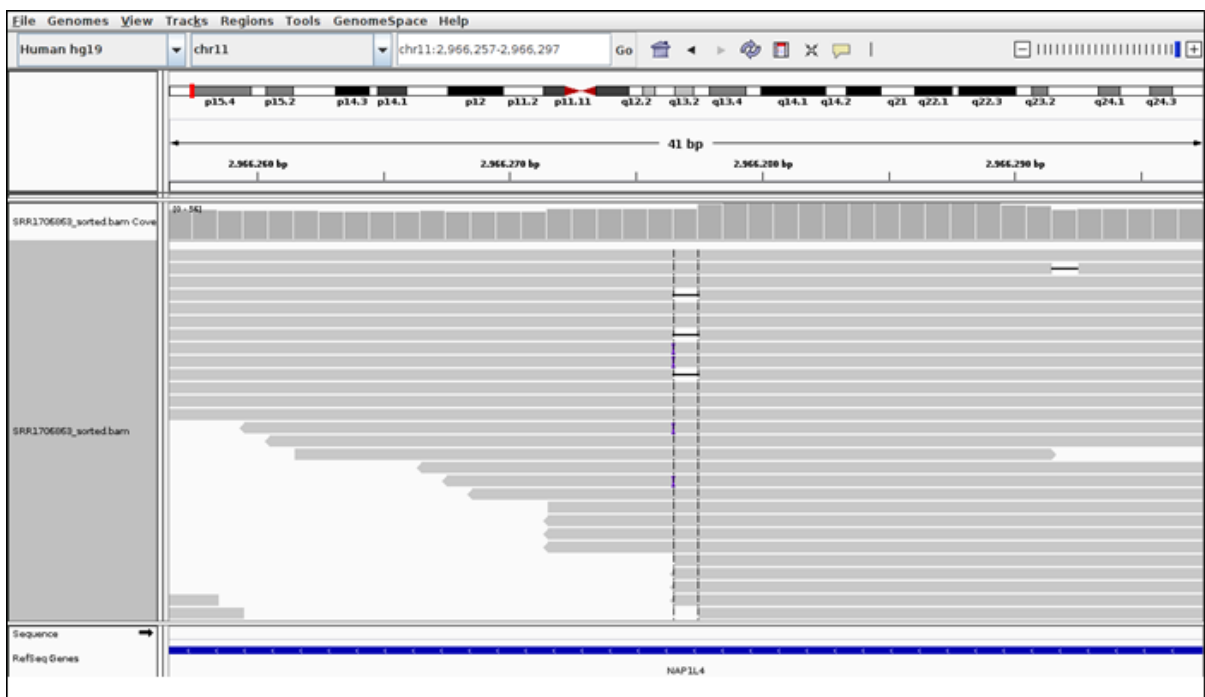 File Genomes View Tracks Regions Tools GenomeSpace Help
Human hg19 chr11 chr11:2,966,257-2,966,297 Go
p15.4 p15.2 p14.3 p14.1 p12 p11.2 p11.11 q12.2 q13.2 q13.4 q14.1 q14.2 q21 q22.1 q22.3 q23.2 q24.1 q24.3
41 bp
2.966.260 bp 2.966.270 bp 2.966.280 bp 2.966.290 bp
[0 - 56]
SRR1706863_sorted.bam Cove
SRR1706863_sorted.bam
Sequence
RefSeq Genes
NAP1L4